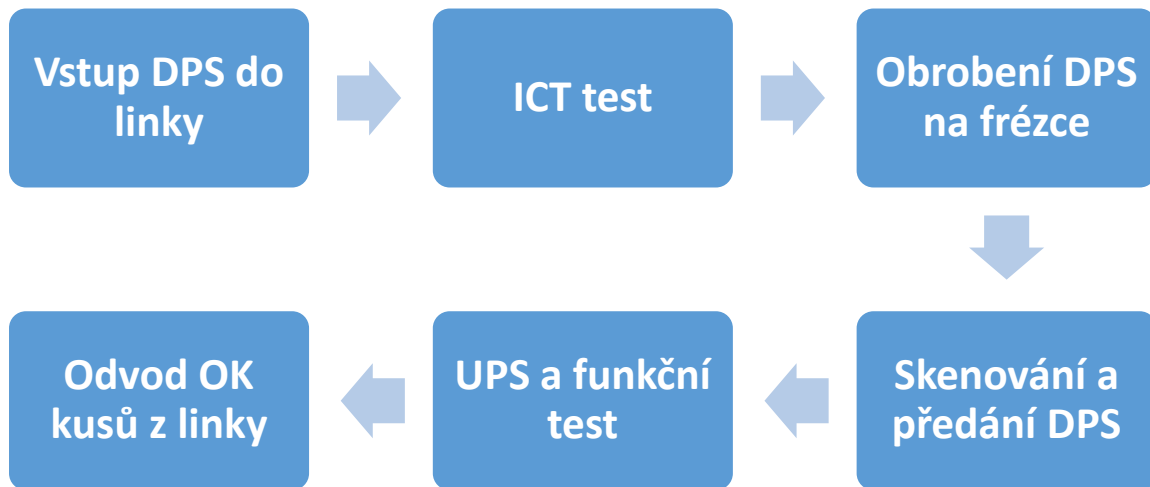 Vstup DPS do
linky
ICT test
Obrobení DPS
na frézce
Skenování a
předání DPS
UPS a funkční
test
Odvod OK
kusů z linky